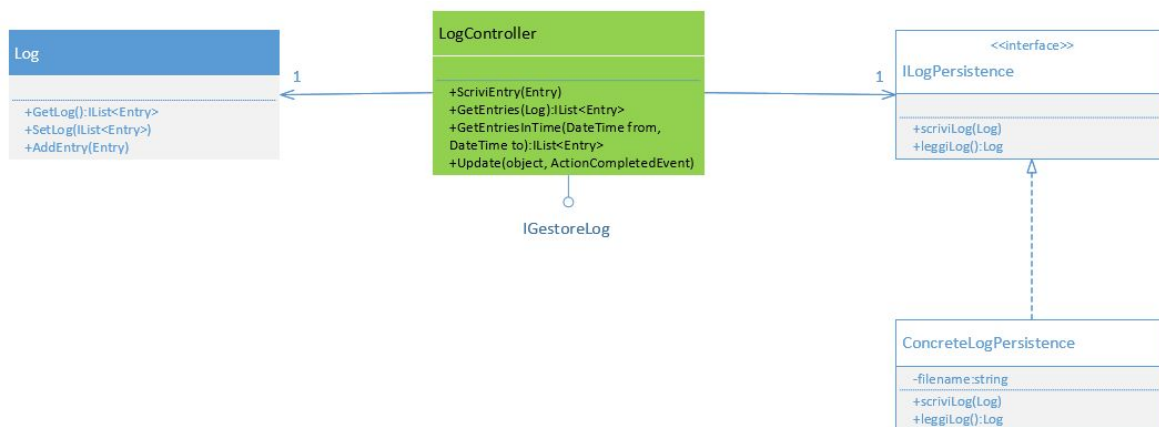 Log
1
+GetLog():IList<Entry>
+SetLog(IList<Entry>)
+AddEntry(Entry)
LogController
+ScriviEntry(Entry)
+GetEntries(Log):IList<Entry>
+GetEntriesInTime(DateTime from,
DateTime to):IList<Entry>
+Update(object, ActionCompletedEvent)
IGestoreLog
1
<<interface>>
ILogPersistence
+scriviLog(Log)
+leggiLog():Log
ConcreteLogPersistence
-filename:string
+scriviLog(Log)
+leggiLog():Log